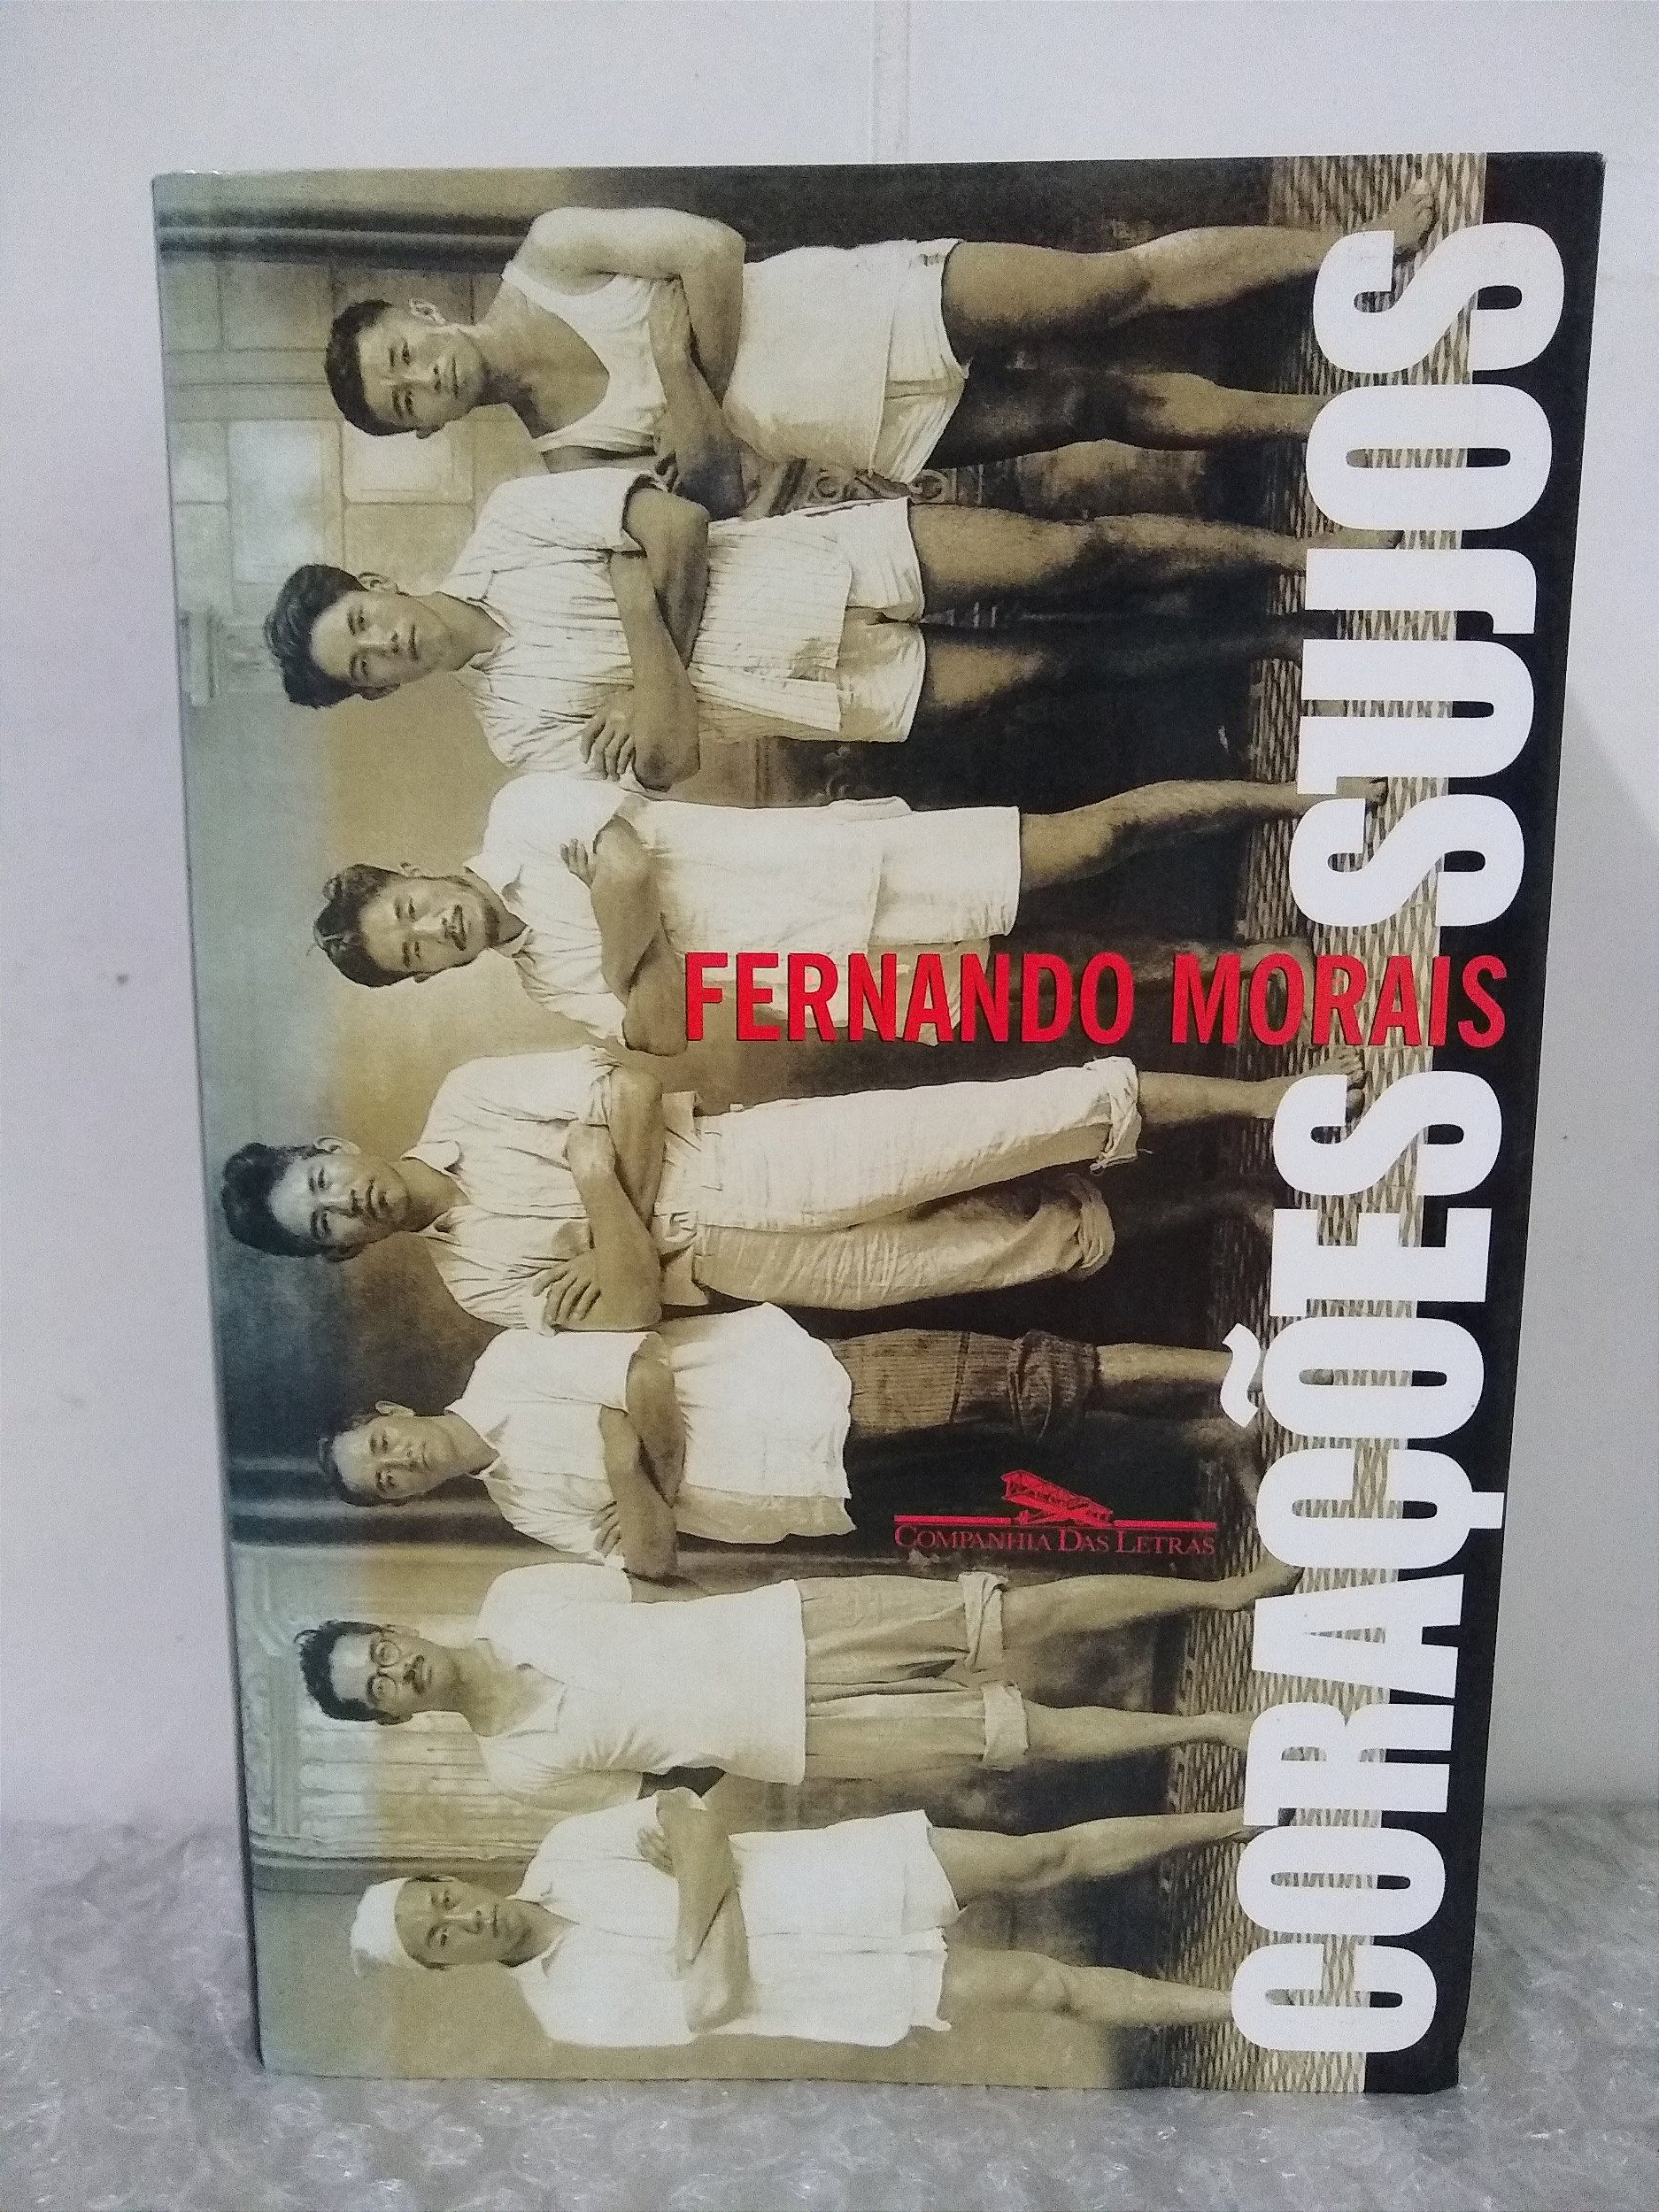 FERNANDO MORAIS
CORAÇÕES SUJOS
COMPANHIA DAS LETRAS